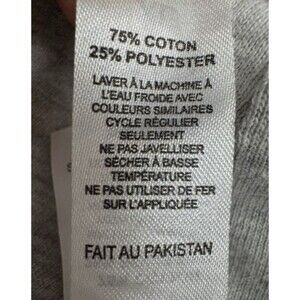 75% COTON
25% POLYESTER
LAVER À LA MACHINE À
L'EAU FROIDE AVEC
COULEURS SIMILAIRES
CYCLE RÉGULIER
SEULEMENT
NE PAS JAVELLISER
SÉCHER À BASSE
TEMPÉRATURE
NE PAS UTILISER DE FER
SUR L'APPLIQUÉE
FAIT AU PAKISTAN